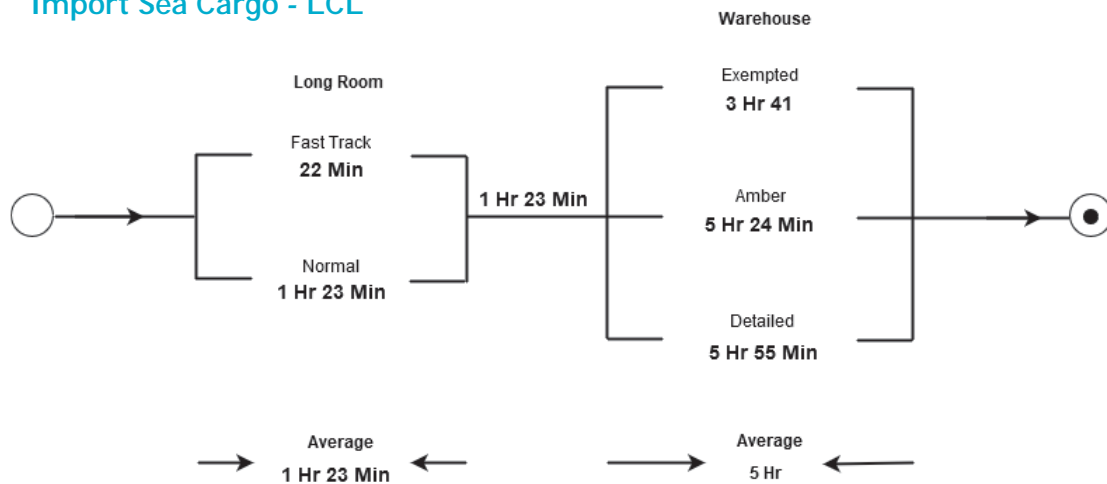 Import Sea Cargo - LCL
Warehouse
Long Room
Exempted
3 Hr 41
Fast Track
22 Min
1 Hr 23 Min
Amber
5 Hr 24 Min
Normal
1 Hr 23 Min
Detailed
5 Hr 55 Min
Average
1 Hr 23 Min
Average
5 Hr